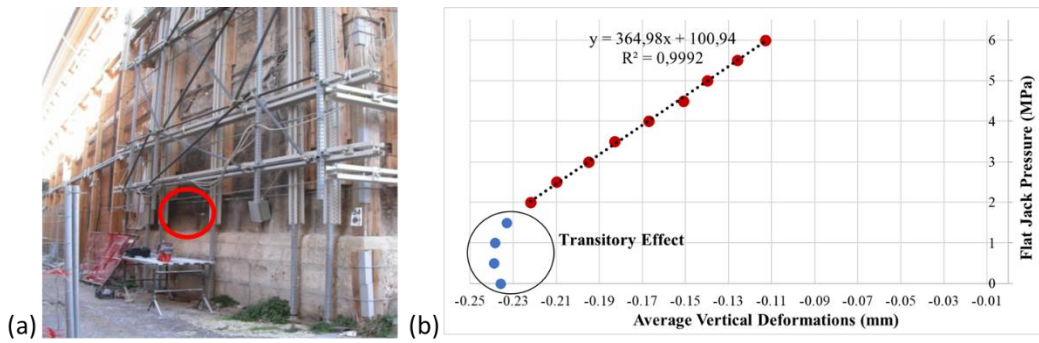 (a)
(b)
y = 364,98x + 100,94
R² = 0,9992
6
5
4
3
2
1
0
Flat Jack Pressure (MPa)
Transitory Effect
-0.25 -0.23 -0.21 -0.19 -0.17 -0.15 -0.13 -0.11 -0.09 -0.07 -0.05 -0.03 -0.01
Average Vertical Deformations (mm)